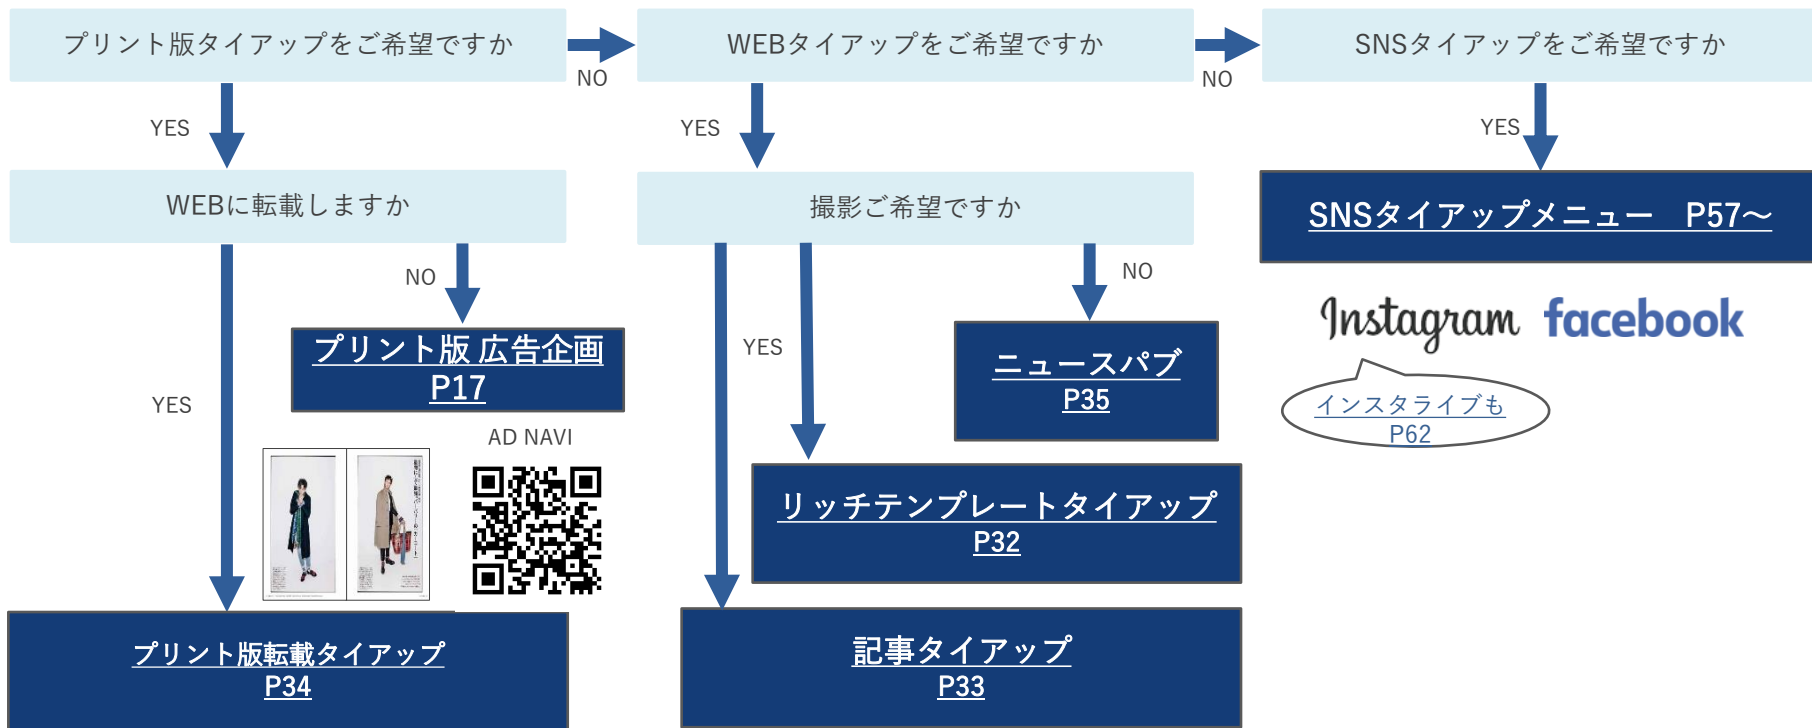 プリント版タイアップをご希望ですか
NO
WEBタイアップをご希望ですか
NO
SNSタイアップをご希望ですか
YES
YES
YES
WEBに転載しますか
撮影ご希望ですか
SNSタイアップメニュー　P57～
NO
NO
プリント版 広告企画
P17
YES
ニュースパブ
P35
Instagram
facebook
インスタライブも
P62
YES
AD NAVI
リッチテンプレートタイアップ
P32
プリント版転載タイアップ
P34
記事タイアップ
P33